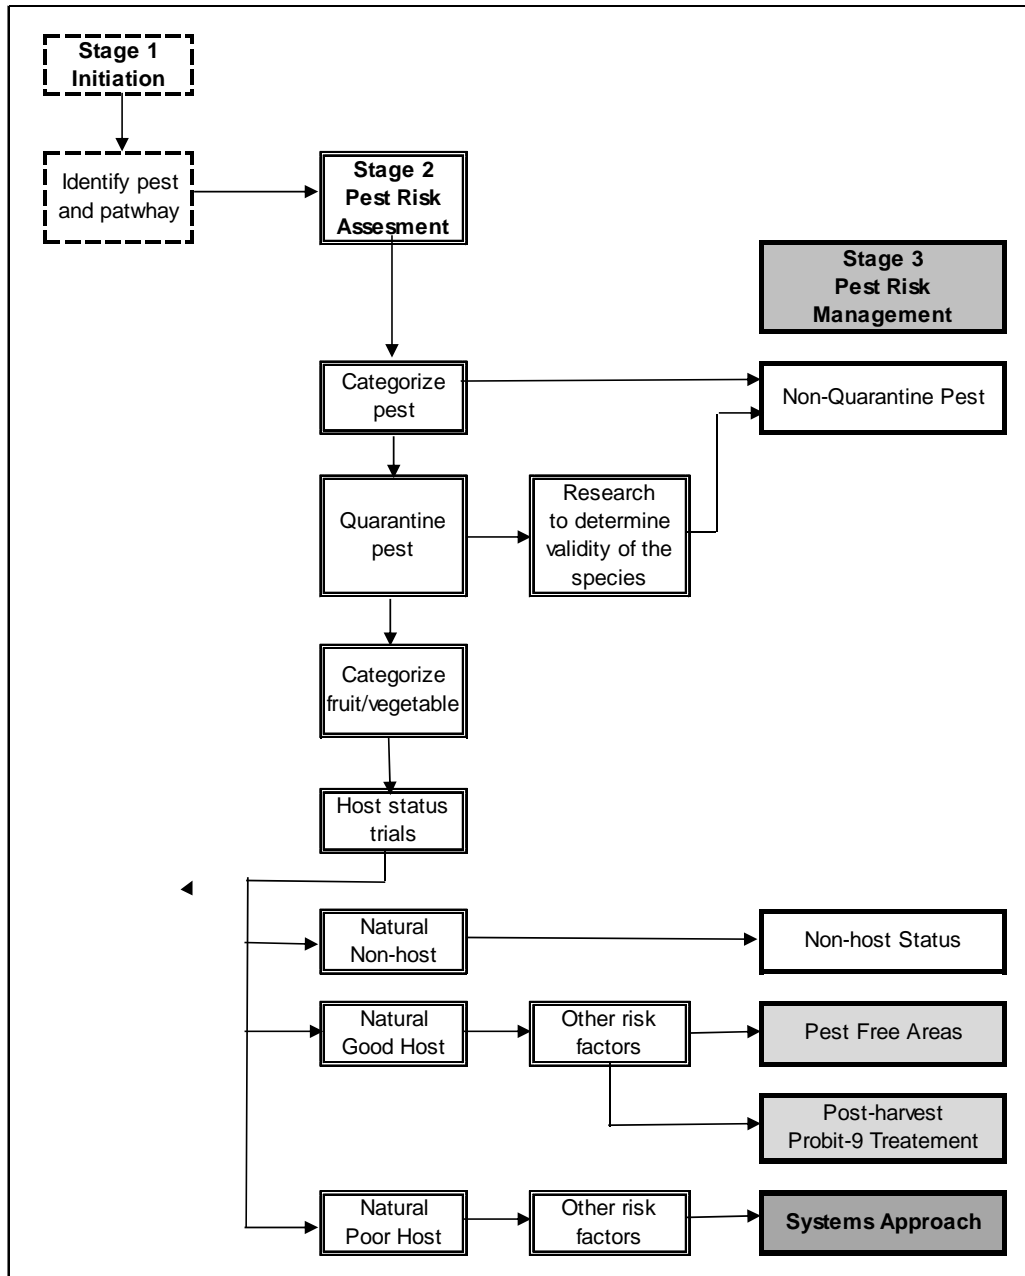 Stage 1
Initiation
Identify pest
and patwhay
Stage 2
Pest Risk
Assesment
Stage 3
Pest Risk
Management
Categorize
pest
Non-Quarantine Pest
Quarantine
pest
Research
to determine
validity of the
species
Categorize
fruit/vegetable
Host status
trials
Natural
Non-host
Non-host Status
Natural
Good Host
Other risk
factors
Pest Free Areas
Post-harvest
Probit-9 Treatement
Natural
Poor Host
Other risk
factors
Systems Approach